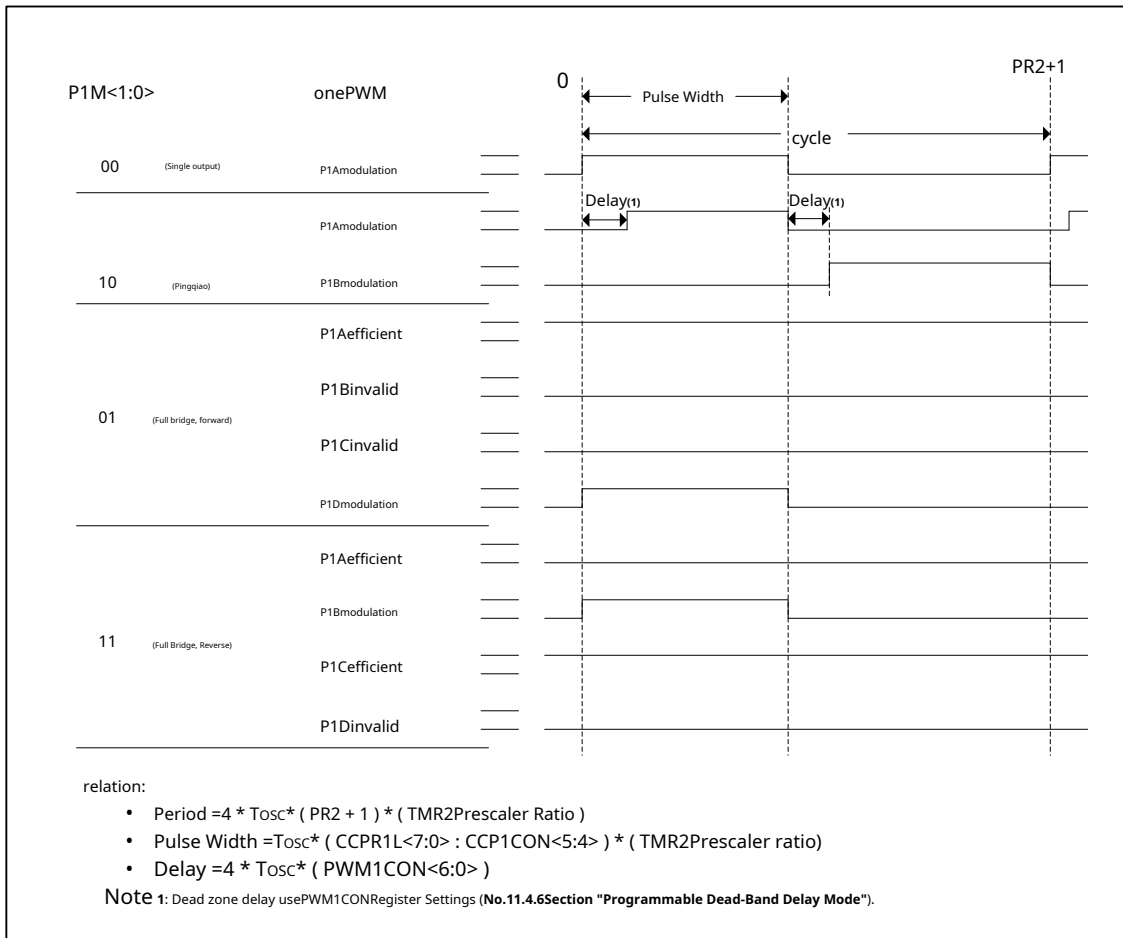 P1M<1:0> onePWM 0 PR2+1
Pulse Width
cycle
00 (Single output) P1Amodulation
Delay(1) Delay(1)
P1Amodulation
10 (Pingqiao) P1Bmodulation
P1Aefficient
P1Binvalid
01 (Full bridge, forward)
P1Cinvalid
P1Dmodulation
P1Aefficient
P1Bmodulation
11 (Full Bridge, Reverse)
P1Cefficient
P1Dinvalid
relation:
• Period =4 * Tosc* ( PR2 + 1 ) * ( TMR2Prescaler Ratio )
• Pulse Width =Tosc* ( CCPR1L<7:0> : CCP1CON<5:4> ) * ( TMR2Prescaler ratio)
• Delay =4 * Tosc* ( PWM1CON<6:0> )
Note 1: Dead zone delay usePWM1CONRegister Settings (No.11.4.6Section "Programmable Dead-Band Delay Mode").